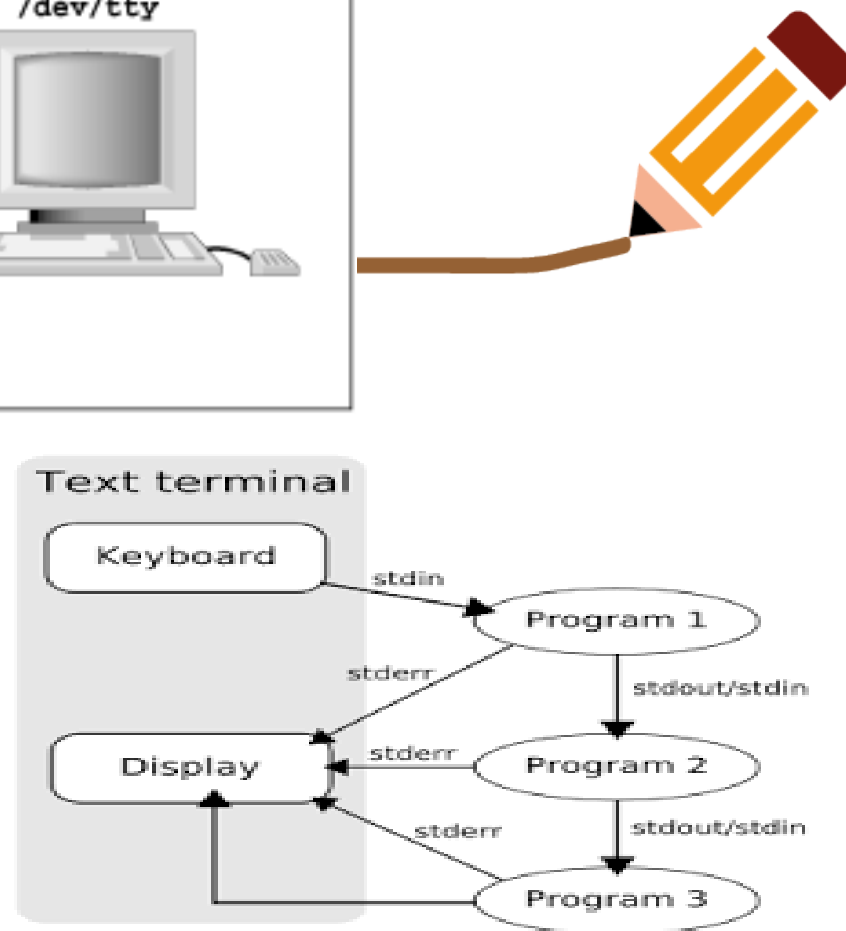 /dev/tty
Text terminal
Keyboard
stdin
Program 1
stderr
stdout/stdin
Display
stderr
Program 2
stderr
stdout/stdin
Program 3